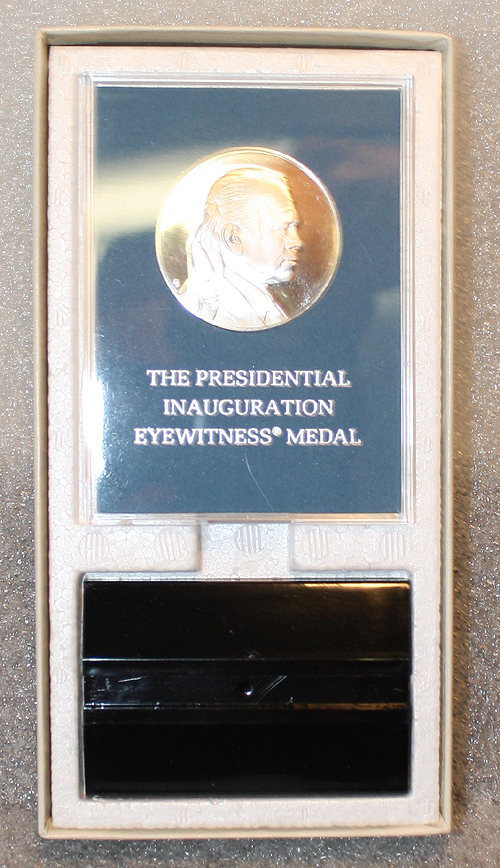 THE PRESIDENTIAL
INAUGURATION
EYEWITNESS® MEDAL